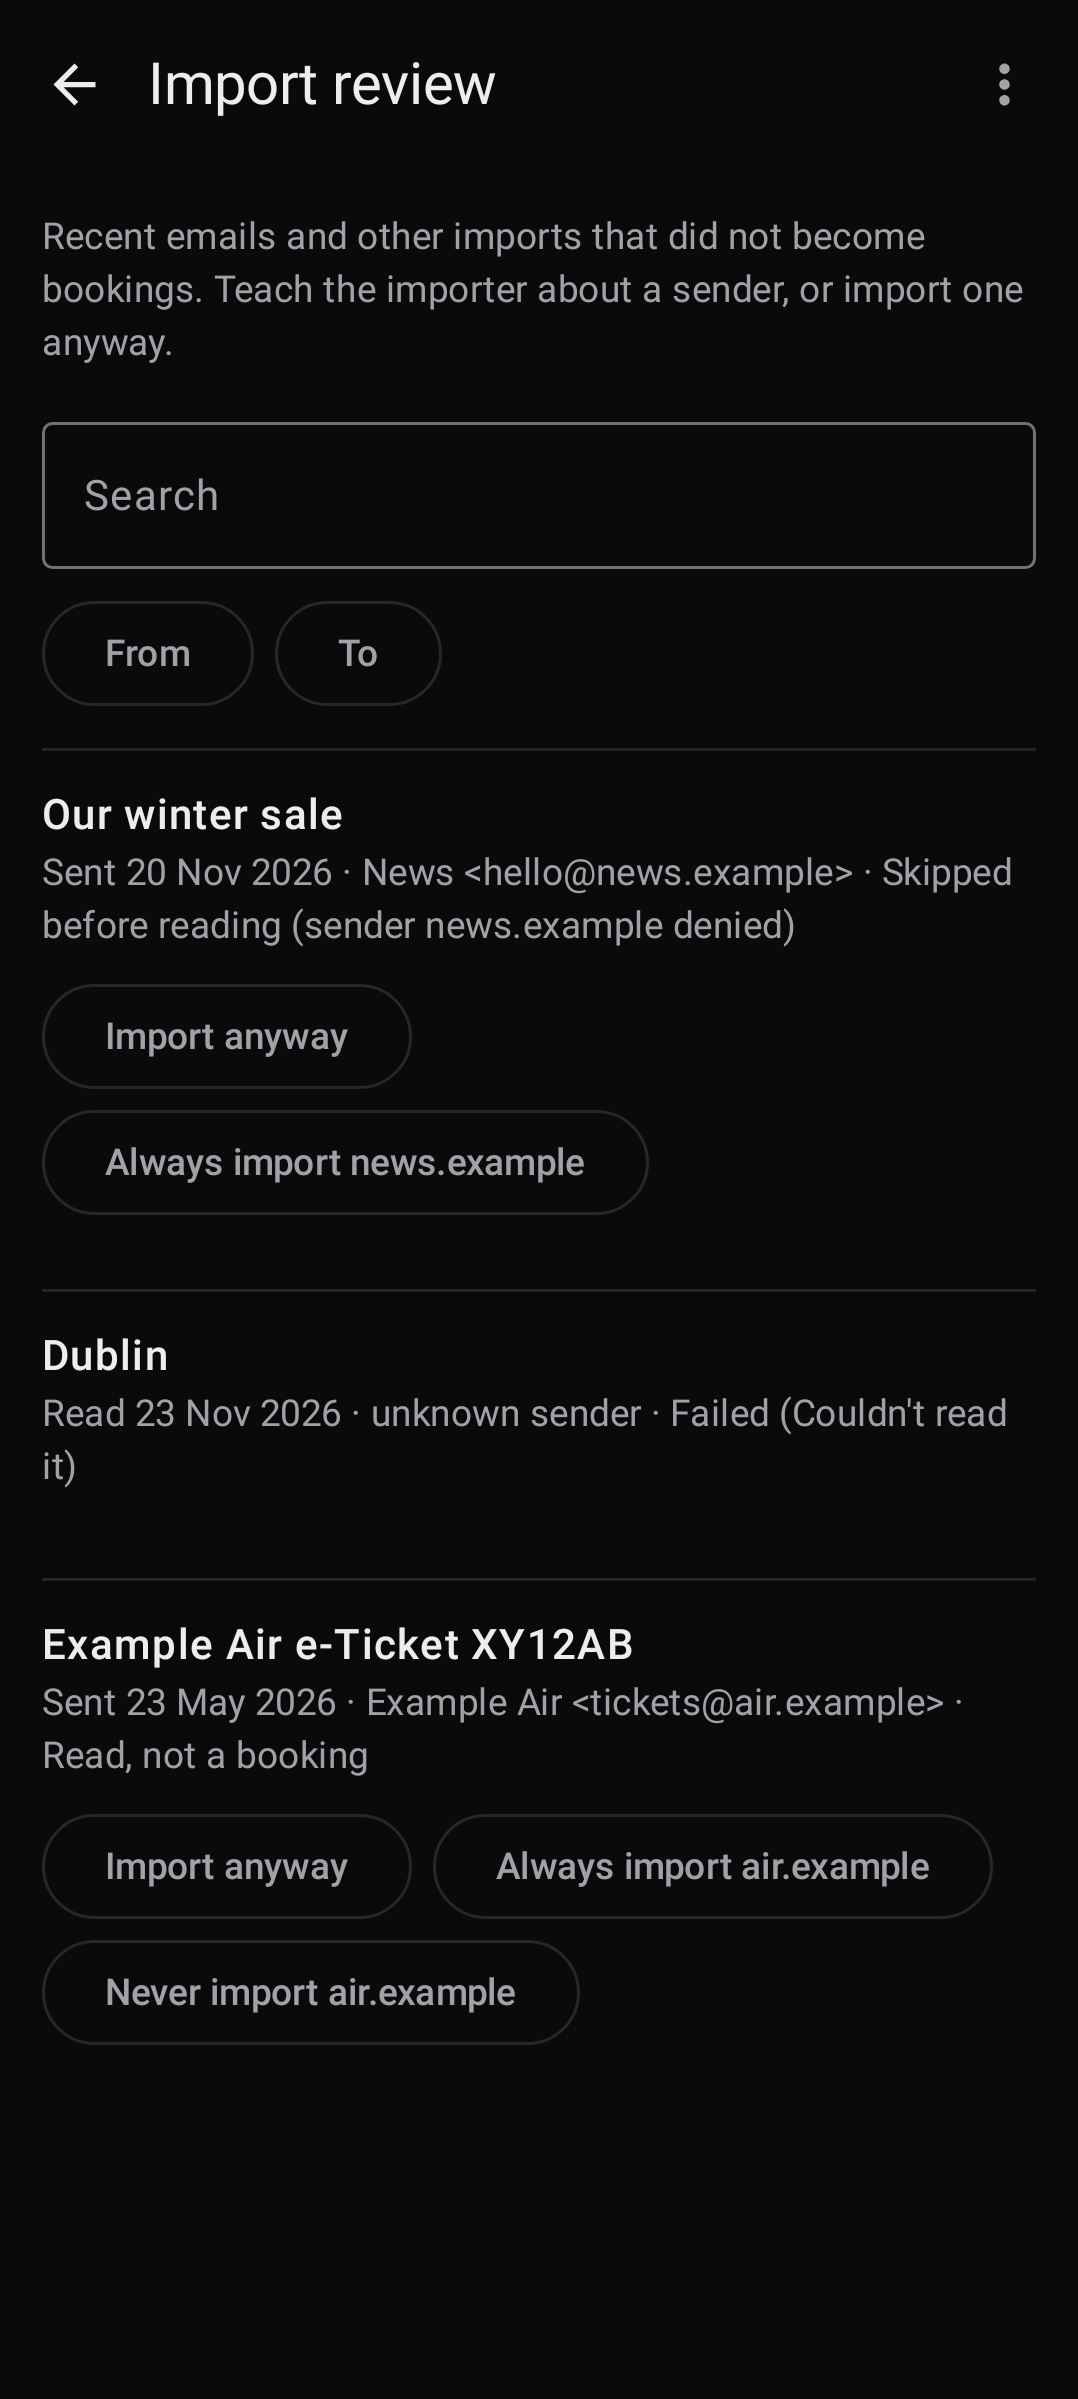 Import review
Recent emails and other imports that did not become
bookings. Teach the importer about a sender, or import one
anyway.
Search
From
To
Our winter sale
Sent 20 Nov 2026 · News <hello@news.example> · Skipped
before reading (sender news.example denied)
Import anyway
Always import news.example
Dublin
Read 23 Nov 2026 · unknown sender · Failed (Couldn't read
it)
Example Air e-Ticket XY12AB
Sent 23 May 2026 · Example Air <tickets@air.example> ·
Read, not a booking
Import anyway
Always import air.example
Never import air.example